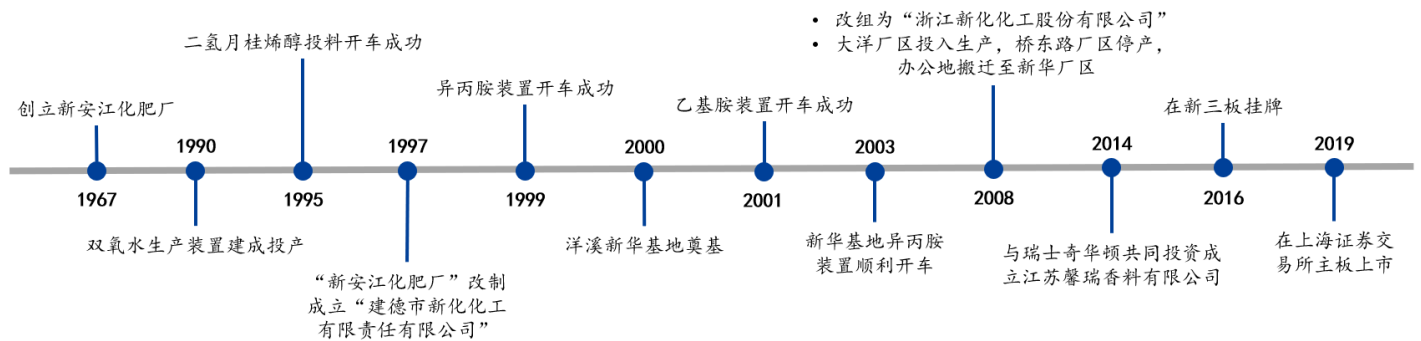 创立新安江化肥厂
1967
1990
双氧水生产装置建成投产
二氢月桂烯醇投料开车成功
1995
1997
“新安江化肥厂”改制
成立“建德市新化化工
有限责任有限公司”
异丙胺装置开车成功
1999
2000
洋溪新华基地奠基
乙基胺装置开车成功
2001
2003
新华基地异丙胺
装置顺利开车
• 改组为“浙江新化化工股份有限公司”
• 大洋厂区投入生产，桥东路厂区停产，
办公地搬迁至新华厂区
2008
2014
与瑞士奇华顿共同投资成
立江苏馨瑞香料有限公司
在新三板挂牌
2016
2019
在上海证券交
易所主板上市